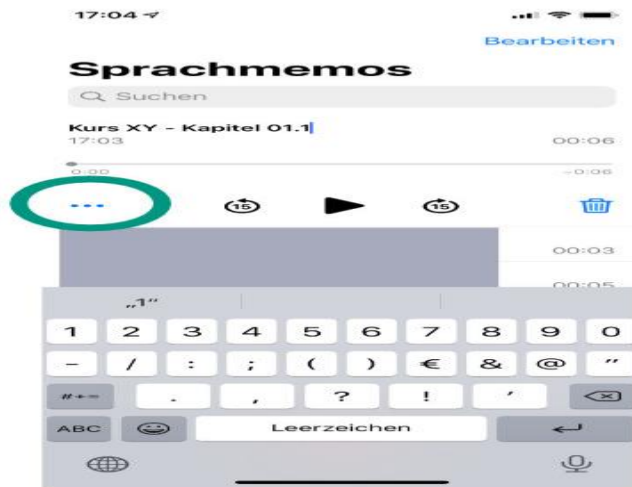 17:04
Bearbeiten
Sprachmemos
Suchen
Kurs XY - Kapitel 01.1
17:03 00:06
0:00 -0:06
... 15 15
00:03
00:05
„1"
1 2 3 4 5 6 7 8 9 0
- / : ; ( ) € & @ "
#+= . , ? ! ' 
ABC Leerzeichen